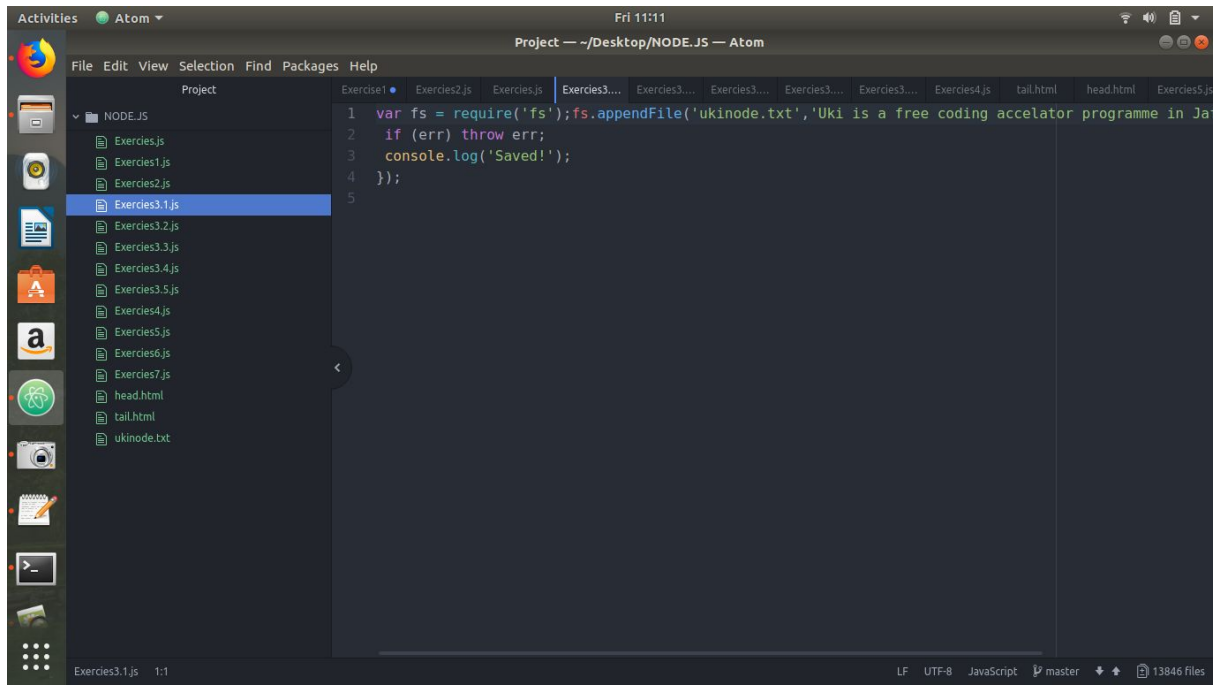 Activities Atom Fri 11:11
Project — ~/Desktop/NODE.JS — Atom
File Edit View Selection Find Packages Help
Project
NODE.JS
Exercies.js
Exercies1.js
Exercies2.js
Exercies3.1.js
Exercies3.2.js
Exercies3.3.js
Exercies3.4.js
Exercies3.5.js
Exercies4.js
Exercies5.js
Exercies6.js
Exercies7.js
head.html
tail.html
ukinode.txt
Exercise1 Exercies2.js Exercies.js Exercies3.... Exercies3.... Exercies3.... Exercies3.... Exercies3.... Exercies4.js tail.html head.html Exercies5.js
1 var fs = require('fs');fs.appendFile('ukinode.txt','Uki is a free coding accelator programme in Jaf
2 if (err) throw err;
3 console.log('Saved!');
4 });
5
Exercies3.1.js 1:1 LF UTF-8 JavaScript master 13846 files